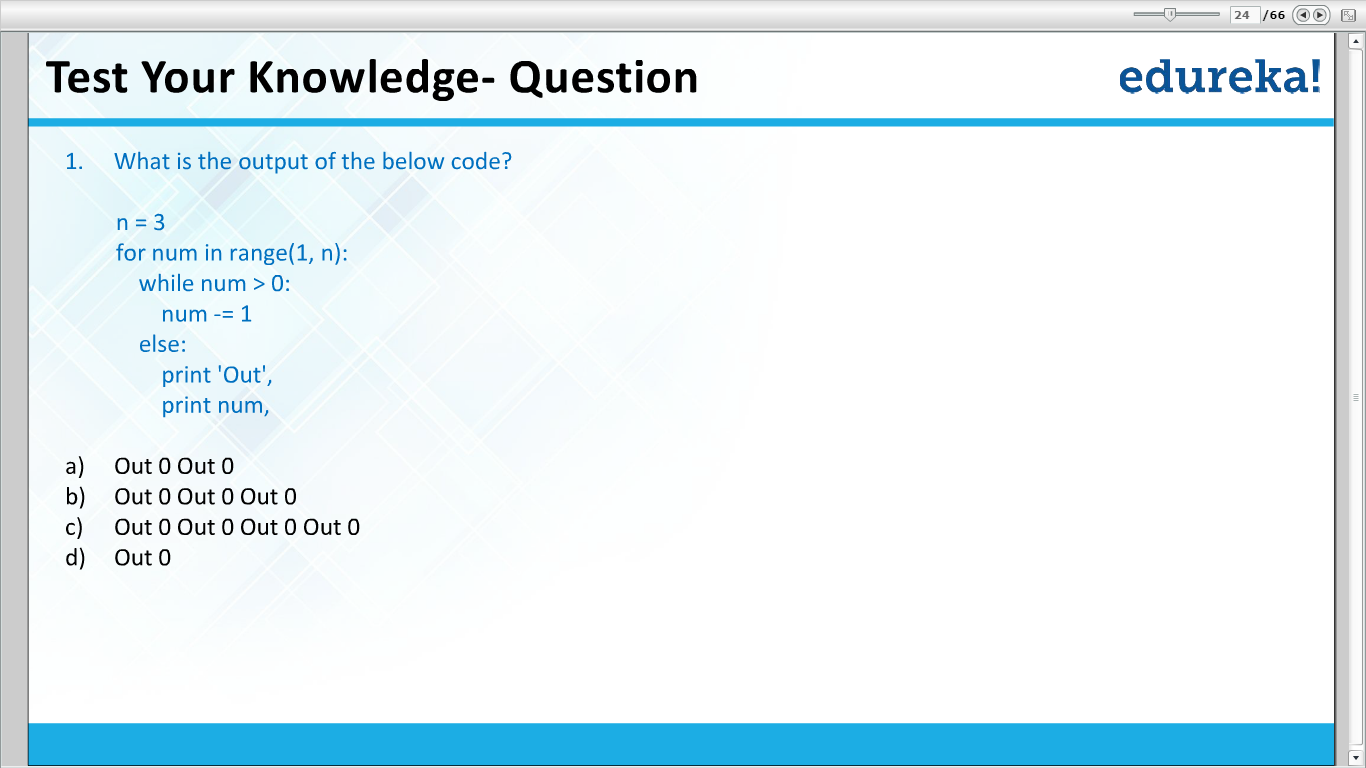 24 /66
Test Your Knowledge- Question
edureka!
1. What is the output of the below code?
n = 3
for num in range(1, n):
while num > 0:
num -= 1
else:
print 'Out',
print num,
a) Out 0 Out 0
b) Out 0 Out 0 Out 0
c) Out 0 Out 0 Out 0 Out 0
d) Out 0